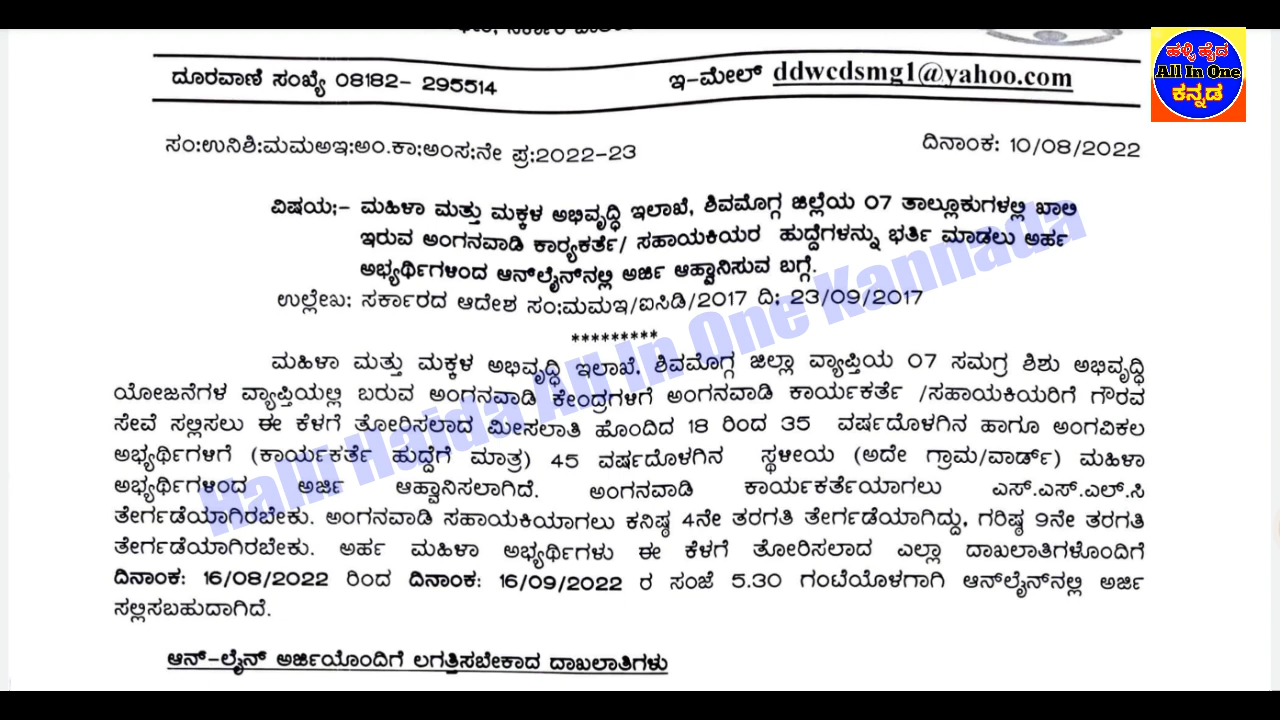 ದೂರವಾಣಿ ಸಂಖ್ಯೆ 08182- 295514 ಇ-ಮೇಲ್ ddwcdsmg1@yahoo.com
ಹಳ್ಳಿ ಹೈದ
All In One
ಕನ್ನಡ
ಸಂ:ಉನಿಶಿ:ಮಮಅಇ:ಅಂ.ಕಾ:ಅಂಸ:ನೇ ಪ್ರ:2022-23 ದಿನಾಂಕ: 10/08/2022
ವಿಷಯ:- ಮಹಿಳಾ ಮತ್ತು ಮಕ್ಕಳ ಅಭಿವೃದ್ಧಿ ಇಲಾಖೆ, ಶಿವಮೊಗ್ಗ ಜಿಲ್ಲೆಯ 07 ತಾಲ್ಲೂಕುಗಳಲ್ಲಿ ಖಾಲಿ
ಇರುವ ಅಂಗನವಾಡಿ ಕಾರ್‍ಯಕರ್ತೆ/ ಸಹಾಯಕಿಯರ ಹುದ್ದೆಗಳನ್ನು ಭರ್ತಿ ಮಾಡಲು ಅರ್ಹ
ಅಭ್ಯರ್ಥಿಗಳಿಂದ ಆನ್‌ಲೈನ್‌ನಲ್ಲಿ ಅರ್ಜಿ ಆಹ್ವಾನಿಸುವ ಬಗ್ಗೆ.
ಉಲ್ಲೇಖ: ಸರ್ಕಾರದ ಆದೇಶ ಸಂ:ಮಮಇ/ಐಸಿಡಿ/2017 ದಿ: 23/09/2017
*********
ಮಹಿಳಾ ಮತ್ತು ಮಕ್ಕಳ ಅಭಿವೃದ್ಧಿ ಇಲಾಖೆ. ಶಿವಮೊಗ್ಗ ಜಿಲ್ಲಾ ವ್ಯಾಪ್ತಿಯ 07 ಸಮಗ್ರ ಶಿಶು ಅಭಿವೃದ್ಧಿ
ಯೋಜನೆಗಳ ವ್ಯಾಪ್ತಿಯಲ್ಲಿ ಬರುವ ಅಂಗನವಾಡಿ ಕೇಂದ್ರಗಳಿಗೆ ಅಂಗನವಾಡಿ ಕಾರ್ಯಕರ್ತೆ /ಸಹಾಯಕಿಯರಿಗೆ ಗೌರವ
ಸೇವೆ ಸಲ್ಲಿಸಲು ಈ ಕೆಳಗೆ ತೋರಿಸಲಾದ ಮೀಸಲಾತಿ ಹೊಂದಿದ 18 ರಿಂದ 35 ವರ್ಷದೊಳಗಿನ ಹಾಗೂ ಅಂಗವಿಕಲ
ಅಭ್ಯರ್ಥಿಗಳಿಗೆ (ಕಾರ್ಯಕರ್ತೆ ಹುದ್ದೆಗೆ ಮಾತ್ರ) 45 ವರ್ಷದೊಳಗಿನ ಸ್ಥಳೀಯ (ಅದೇ ಗ್ರಾಮ/ವಾರ್ಡ್) ಮಹಿಳಾ
ಅಭ್ಯರ್ಥಿಗಳಿಂದ ಅರ್ಜಿ ಆಹ್ವಾನಿಸಲಾಗಿದೆ. ಅಂಗನವಾಡಿ ಕಾರ್ಯಕರ್ತೆಯಾಗಲು ಎಸ್.ಎಸ್.ಎಲ್.ಸಿ
ತೇರ್ಗಡೆಯಾಗಿರಬೇಕು. ಅಂಗನವಾಡಿ ಸಹಾಯಕಿಯಾಗಲು ಕನಿಷ್ಠ 4ನೇ ತರಗತಿ ತೇರ್ಗಡೆಯಾಗಿದ್ದು, ಗರಿಷ್ಠ 9ನೇ ತರಗತಿ
ತೇರ್ಗಡೆಯಾಗಿರಬೇಕು. ಅರ್ಹ ಮಹಿಳಾ ಅಭ್ಯರ್ಥಿಗಳು ಈ ಕೆಳಗೆ ತೋರಿಸಲಾದ ಎಲ್ಲಾ ದಾಖಲಾತಿಗಳೊಂದಿಗೆ
ದಿನಾಂಕ: 16/08/2022 ರಿಂದ ದಿನಾಂಕ: 16/09/2022 ರ ಸಂಜೆ 5.30 ಗಂಟೆಯೊಳಗಾಗಿ ಆನ್‌ಲೈನ್‌ನಲ್ಲಿ ಅರ್ಜಿ
ಸಲ್ಲಿಸಬಹುದಾಗಿದೆ.
ಆನ್-ಲೈನ್ ಅರ್ಜಿಯೊಂದಿಗೆ ಲಗತ್ತಿಸಬೇಕಾದ ದಾಖಲಾತಿಗಳು
Halli Haida All In One Kannada